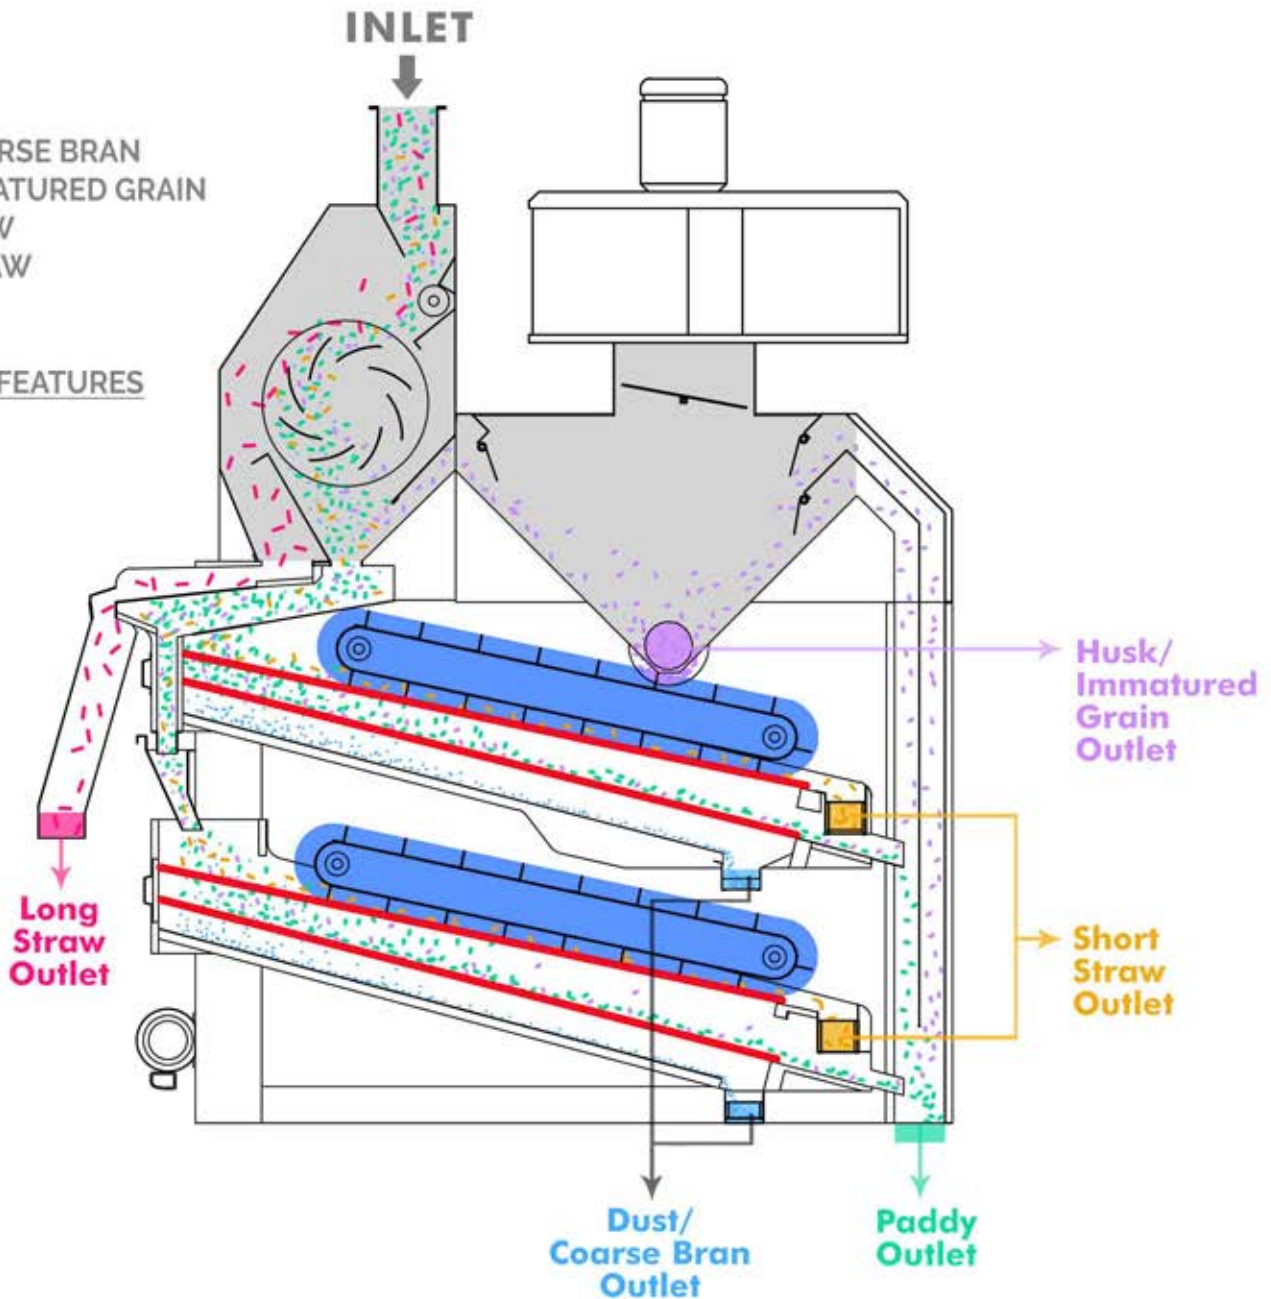 INLET
RSE BRAN
ATURED GRAIN
W
AW
FEATURES
Husk/
Immatured
Grain
Outlet
Long
Straw
Outlet
Short
Straw
Outlet
Dust/
Coarse Bran
Outlet
Paddy
Outlet